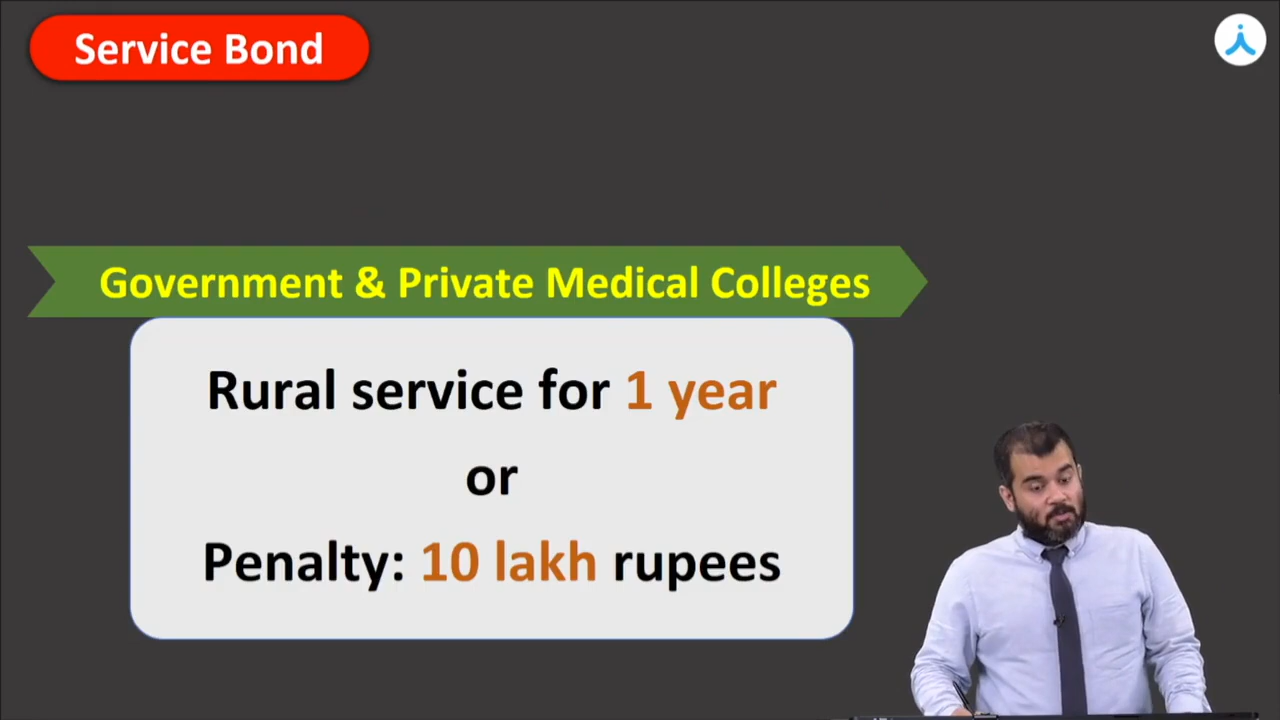 Service Bond
Government & Private Medical Colleges
Rural service for 1 year
or
Penalty: 10 lakh rupees